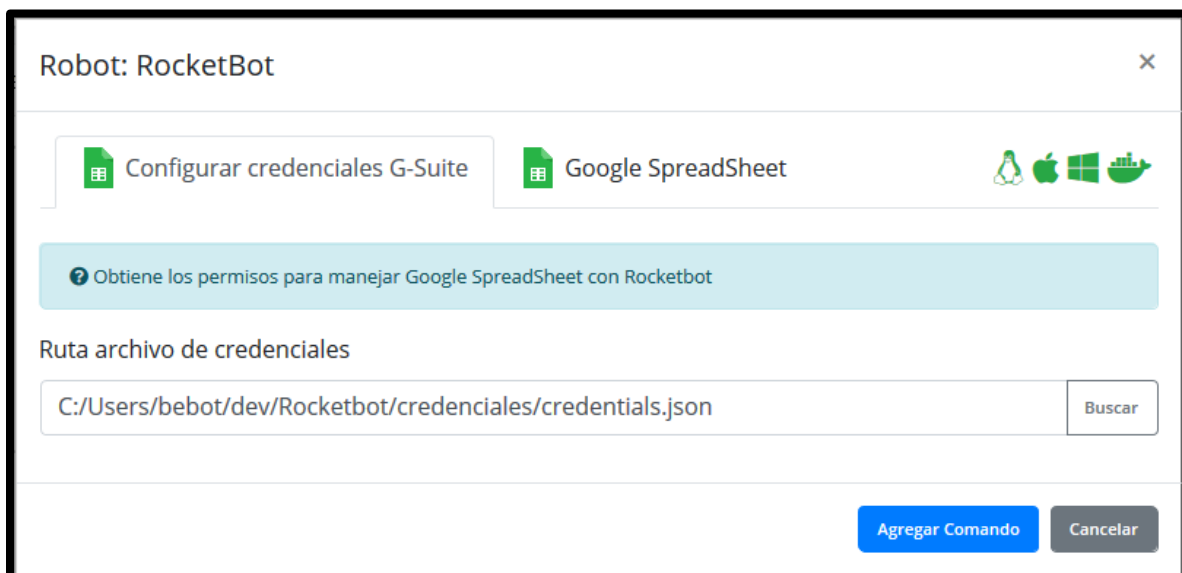 Robot: RocketBot ×
Configurar credenciales G-Suite Google SpreadSheet
Obtiene los permisos para manejar Google SpreadSheet con Rocketbot
Ruta archivo de credenciales
C:/Users/bebot/dev/Rocketbot/credenciales/credentials.json Buscar
Agregar Comando Cancelar